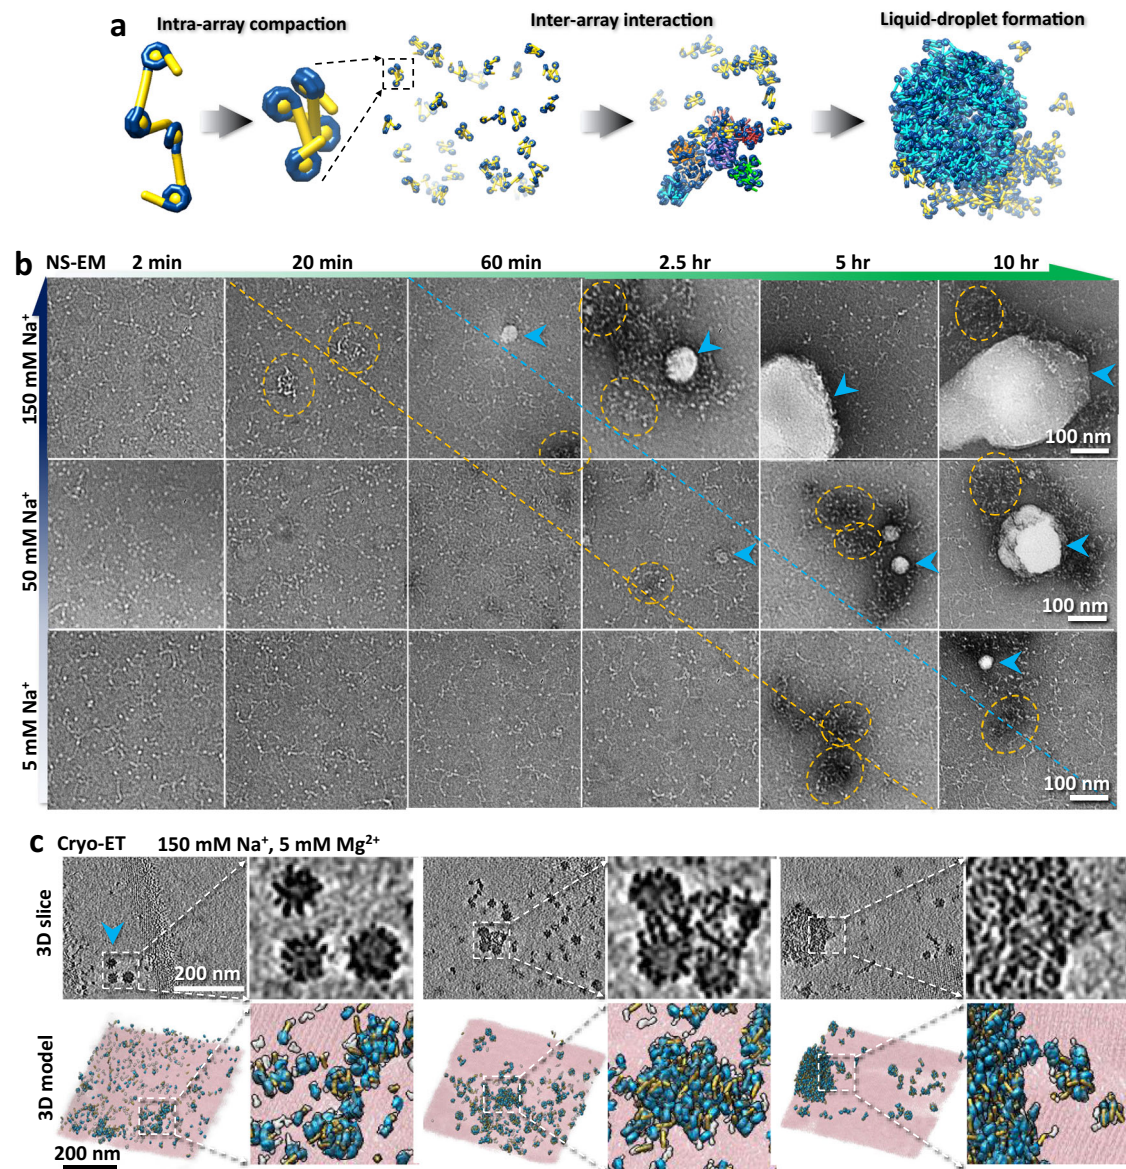 a
Intra-array compaction
Inter-array interaction
Liquid-droplet formation
b
NS-EM
2 min
20 min
60 min
2.5 hr
5 hr
10 hr
150 mM Na⁺
100 nm
50 mM Na⁺
100 nm
5 mM Na⁺
100 nm
c
Cryo-ET
150 mM Na⁺, 5 mM Mg²⁺
3D slice
200 nm
3D model
200 nm